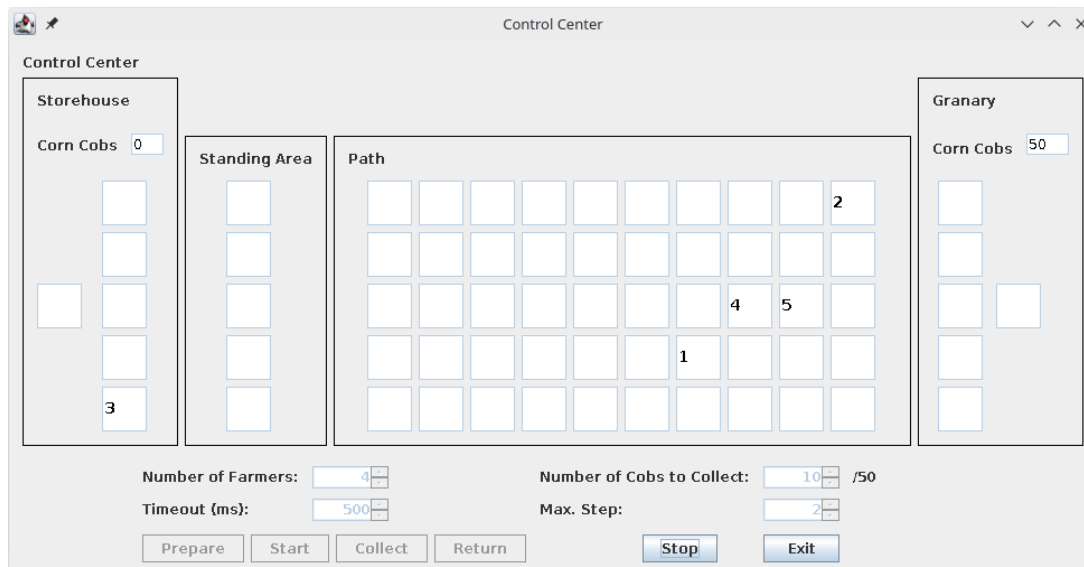 Control Center
Control Center
Storehouse
Granary
Corn Cobs 0
Corn Cobs 50
Standing Area
Path
2
4 5
1
3
Number of Farmers: 4
Number of Cobs to Collect: 10 /50
Timeout {ms}: 500
Max. Step: 2
Prepare Start Collect Return Stop Exit